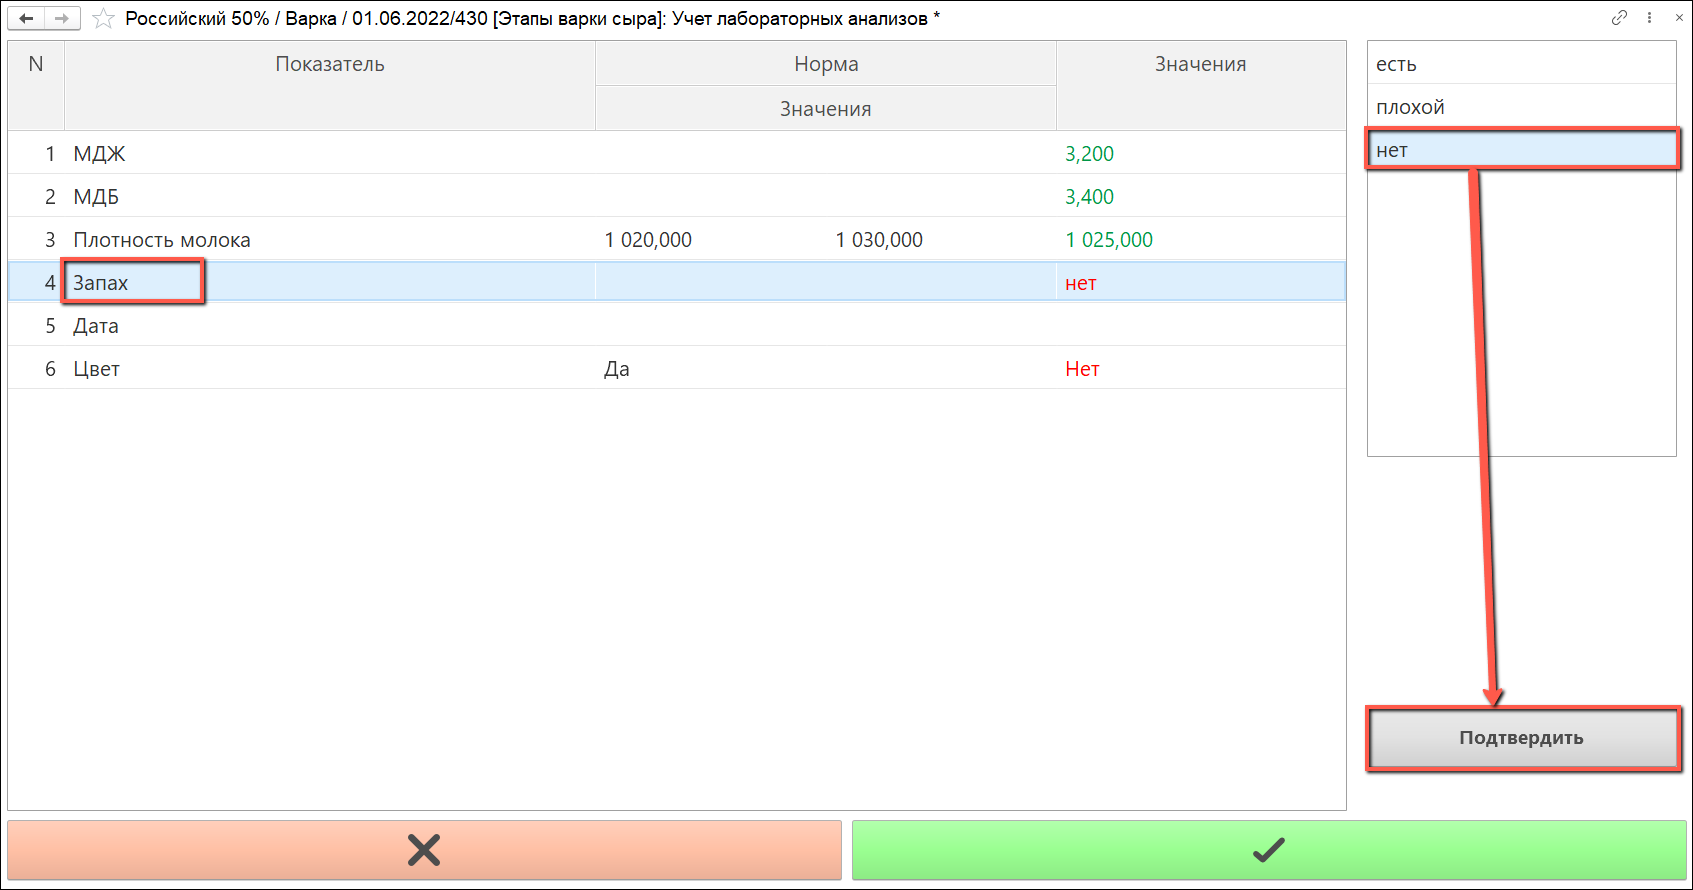 Российский 50% / Варка / 01.06.2022/430 [Этапы варки сыра]: Учет лабораторных анализов *
N Показатель Норма Значения
Значения
1 МДЖ 3,200
2 МДБ 3,400
3 Плотность молока 1 020,000 1 030,000 1 025,000
4 Запах нет
5 Дата
6 Цвет Да Нет
есть
плохой
нет
Подтвердить